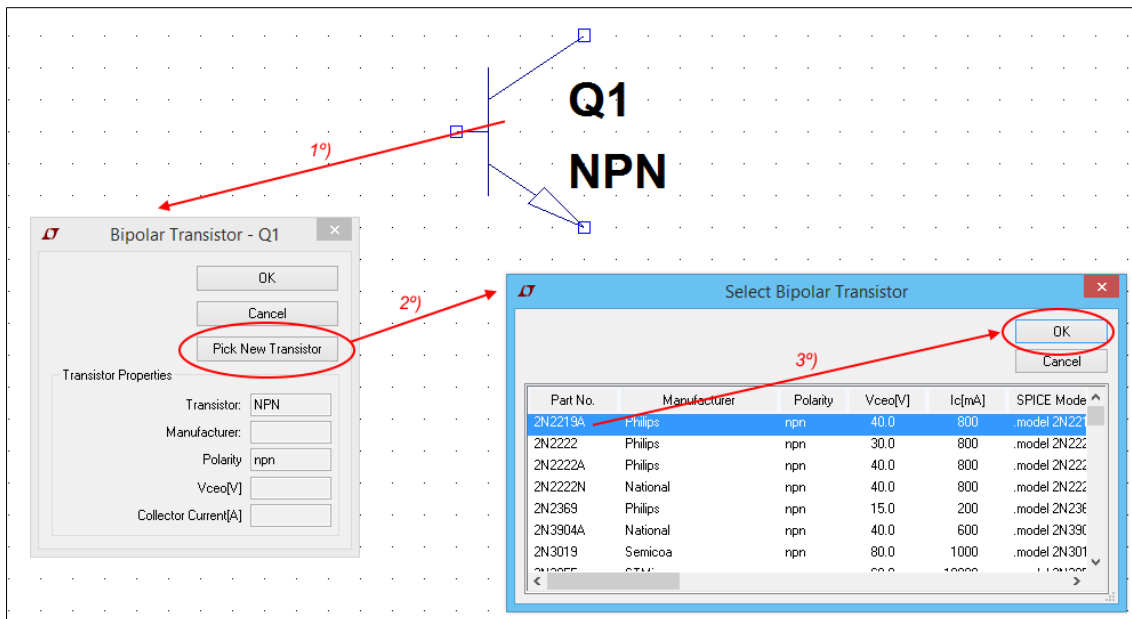 Q1
NPN
1º)
Bipolar Transistor - Q1
OK
Cancel
Pick New Transistor
Transistor Properties
Transistor: NPN
Manufacturer:
Polarity npn
Vceo[V]
Collector Current[A]
2º)
Select Bipolar Transistor
OK
Cancel
3º)
Part No. Manufacturer Polarity Vceo[V] Ic[mA] SPICE Mode
2N2219A Philips npn 40.0 800 .model 2N221
2N2222 Philips npn 30.0 800 .model 2N222
2N2222A Philips npn 40.0 800 .model 2N222
2N2222N National npn 40.0 800 .model 2N222
2N2369 Philips npn 15.0 200 .model 2N236
2N3904A National npn 40.0 600 .model 2N390
2N3019 Semicoa npn 80.0 1000 .model 2N301